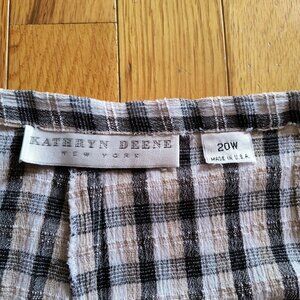 KATHRYN DEENE
NEW YORK
20W
MADE IN U.S.A.